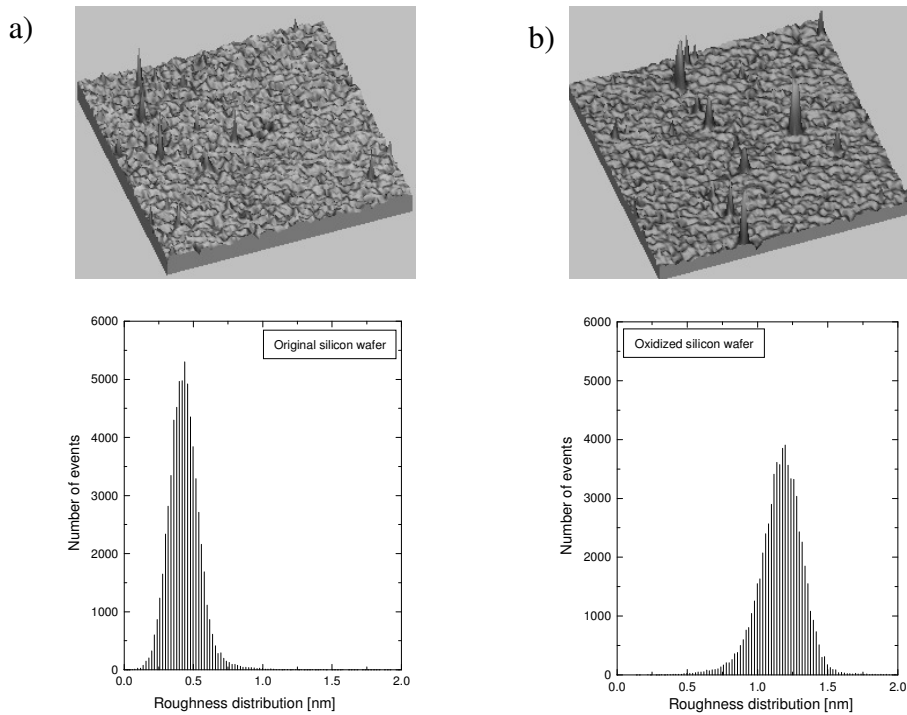 a)
b)
6000
5000
4000
3000
2000
1000
0
0.0 0.5 1.0 1.5 2.0
Number of events
Roughness distribution [nm]
Original silicon wafer
6000
5000
4000
3000
2000
1000
0
0.0 0.5 1.0 1.5 2.0
Number of events
Roughness distribution [nm]
Oxidized silicon wafer